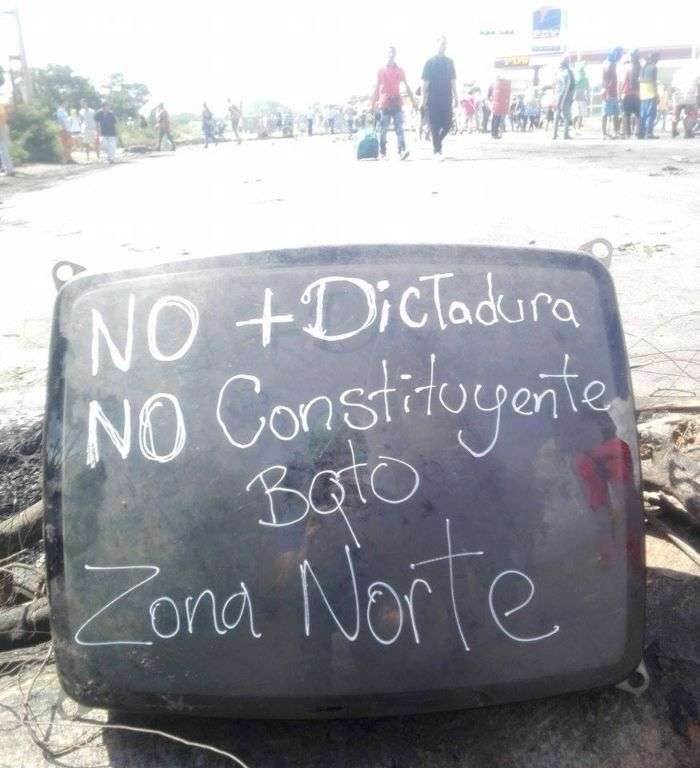 NO + Dictadura
NO Constituyente
Bqto
Zona Norte